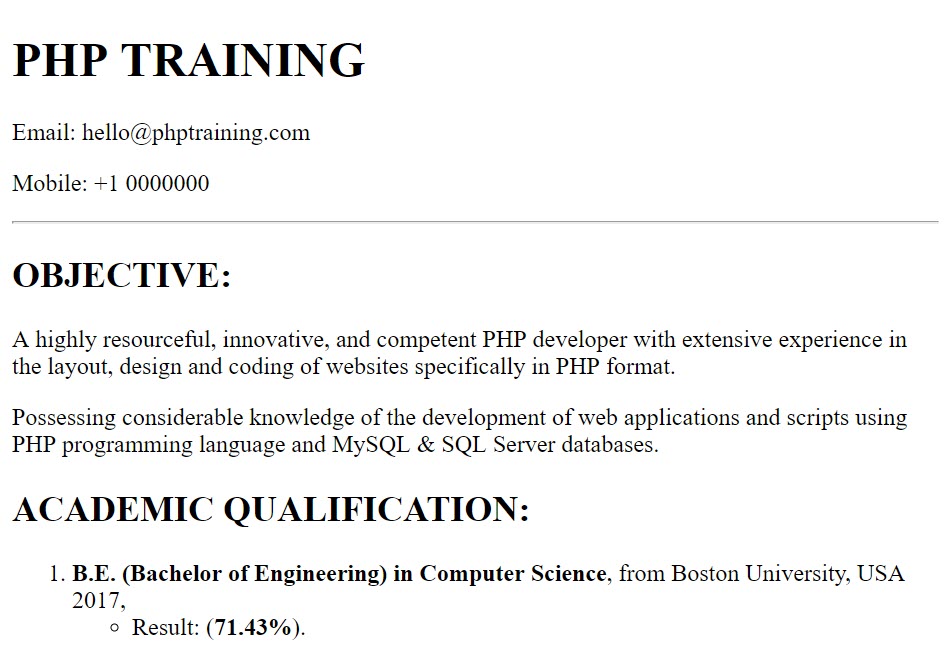 PHP TRAINING
Email: hello@phptraining.com
Mobile: +1 0000000
OBJECTIVE:
A highly resourceful, innovative, and competent PHP developer with extensive experience in
the layout, design and coding of websites specifically in PHP format.
Possessing considerable knowledge of the development of web applications and scripts using
PHP programming language and MySQL & SQL Server databases.
ACADEMIC QUALIFICATION:
1. B.E. (Bachelor of Engineering) in Computer Science, from Boston University, USA
2017,
◦ Result: (71.43%).